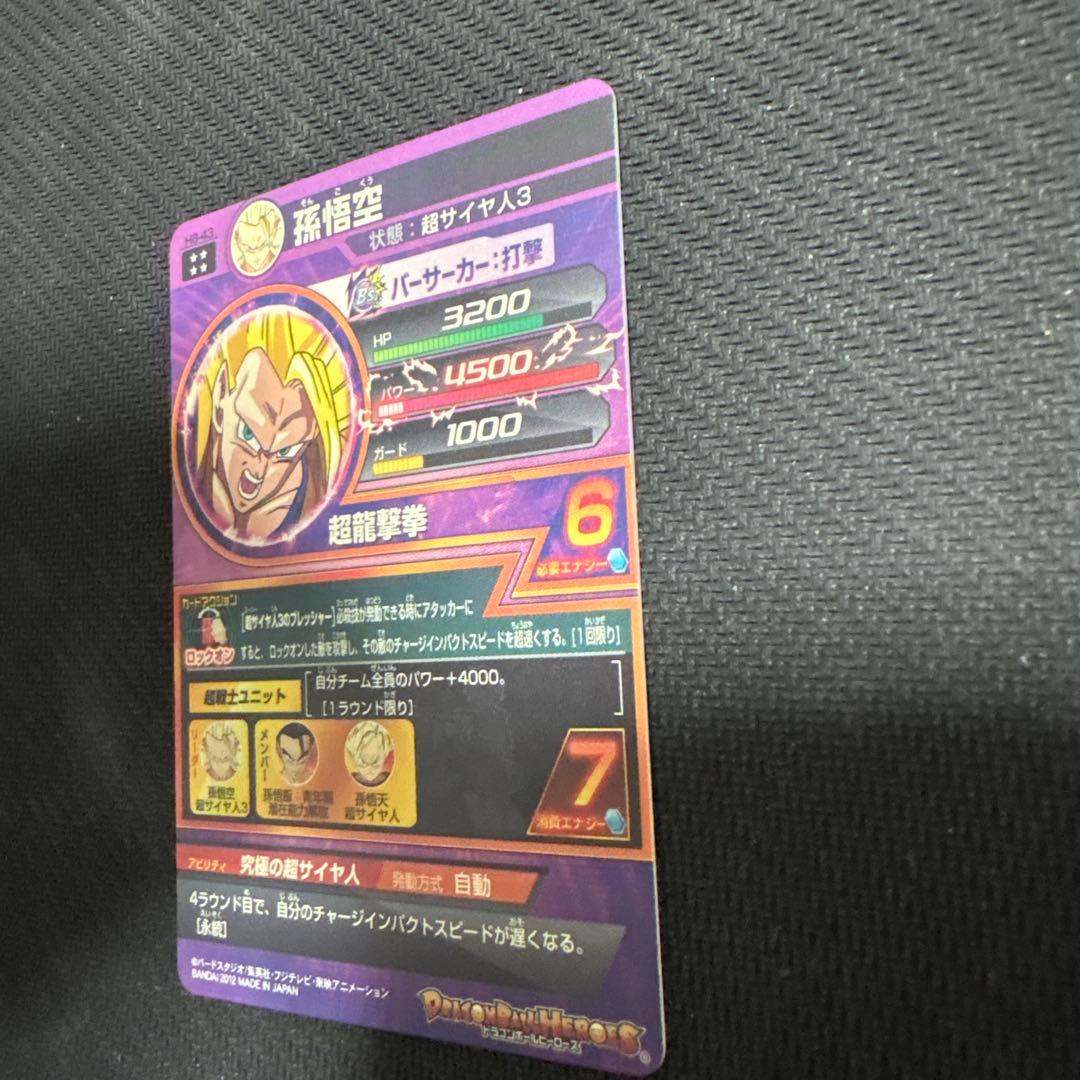 H8-43
そん ご くう
孫悟空
状態：超サイヤ人3
Bs バーサーカー：打撃
HP 3200
パワー 4500
ガード 1000
超龍撃拳
6
必要エナジー
カードアクション
ロックオン
[超サイヤ人3のプレッシャー]必殺技が発動できる時にアタッカーに
すると、ロックオンした敵を攻撃し、その敵のチャージインパクトスピードを超速くする。[1回限り]
超戦士ユニット
自分チーム全員のパワー＋4000。
[1ラウンド限り]
リーダー
孫悟空
超サイヤ人3
メンバー
孫悟飯：青年期
潜在能力解放
孫悟天
超サイヤ人
7
消費エナジー
アビリティ 究極の超サイヤ人 発動方式 自動
4ラウンド目で、自分のチャージインパクトスピードが遅くなる。
[永続]
©バードスタジオ/集英社・フジテレビ・東映アニメーション
BANDAI 2012 MADE IN JAPAN
DRAGONBALL HEROES
ドラゴンボールヒーローズ